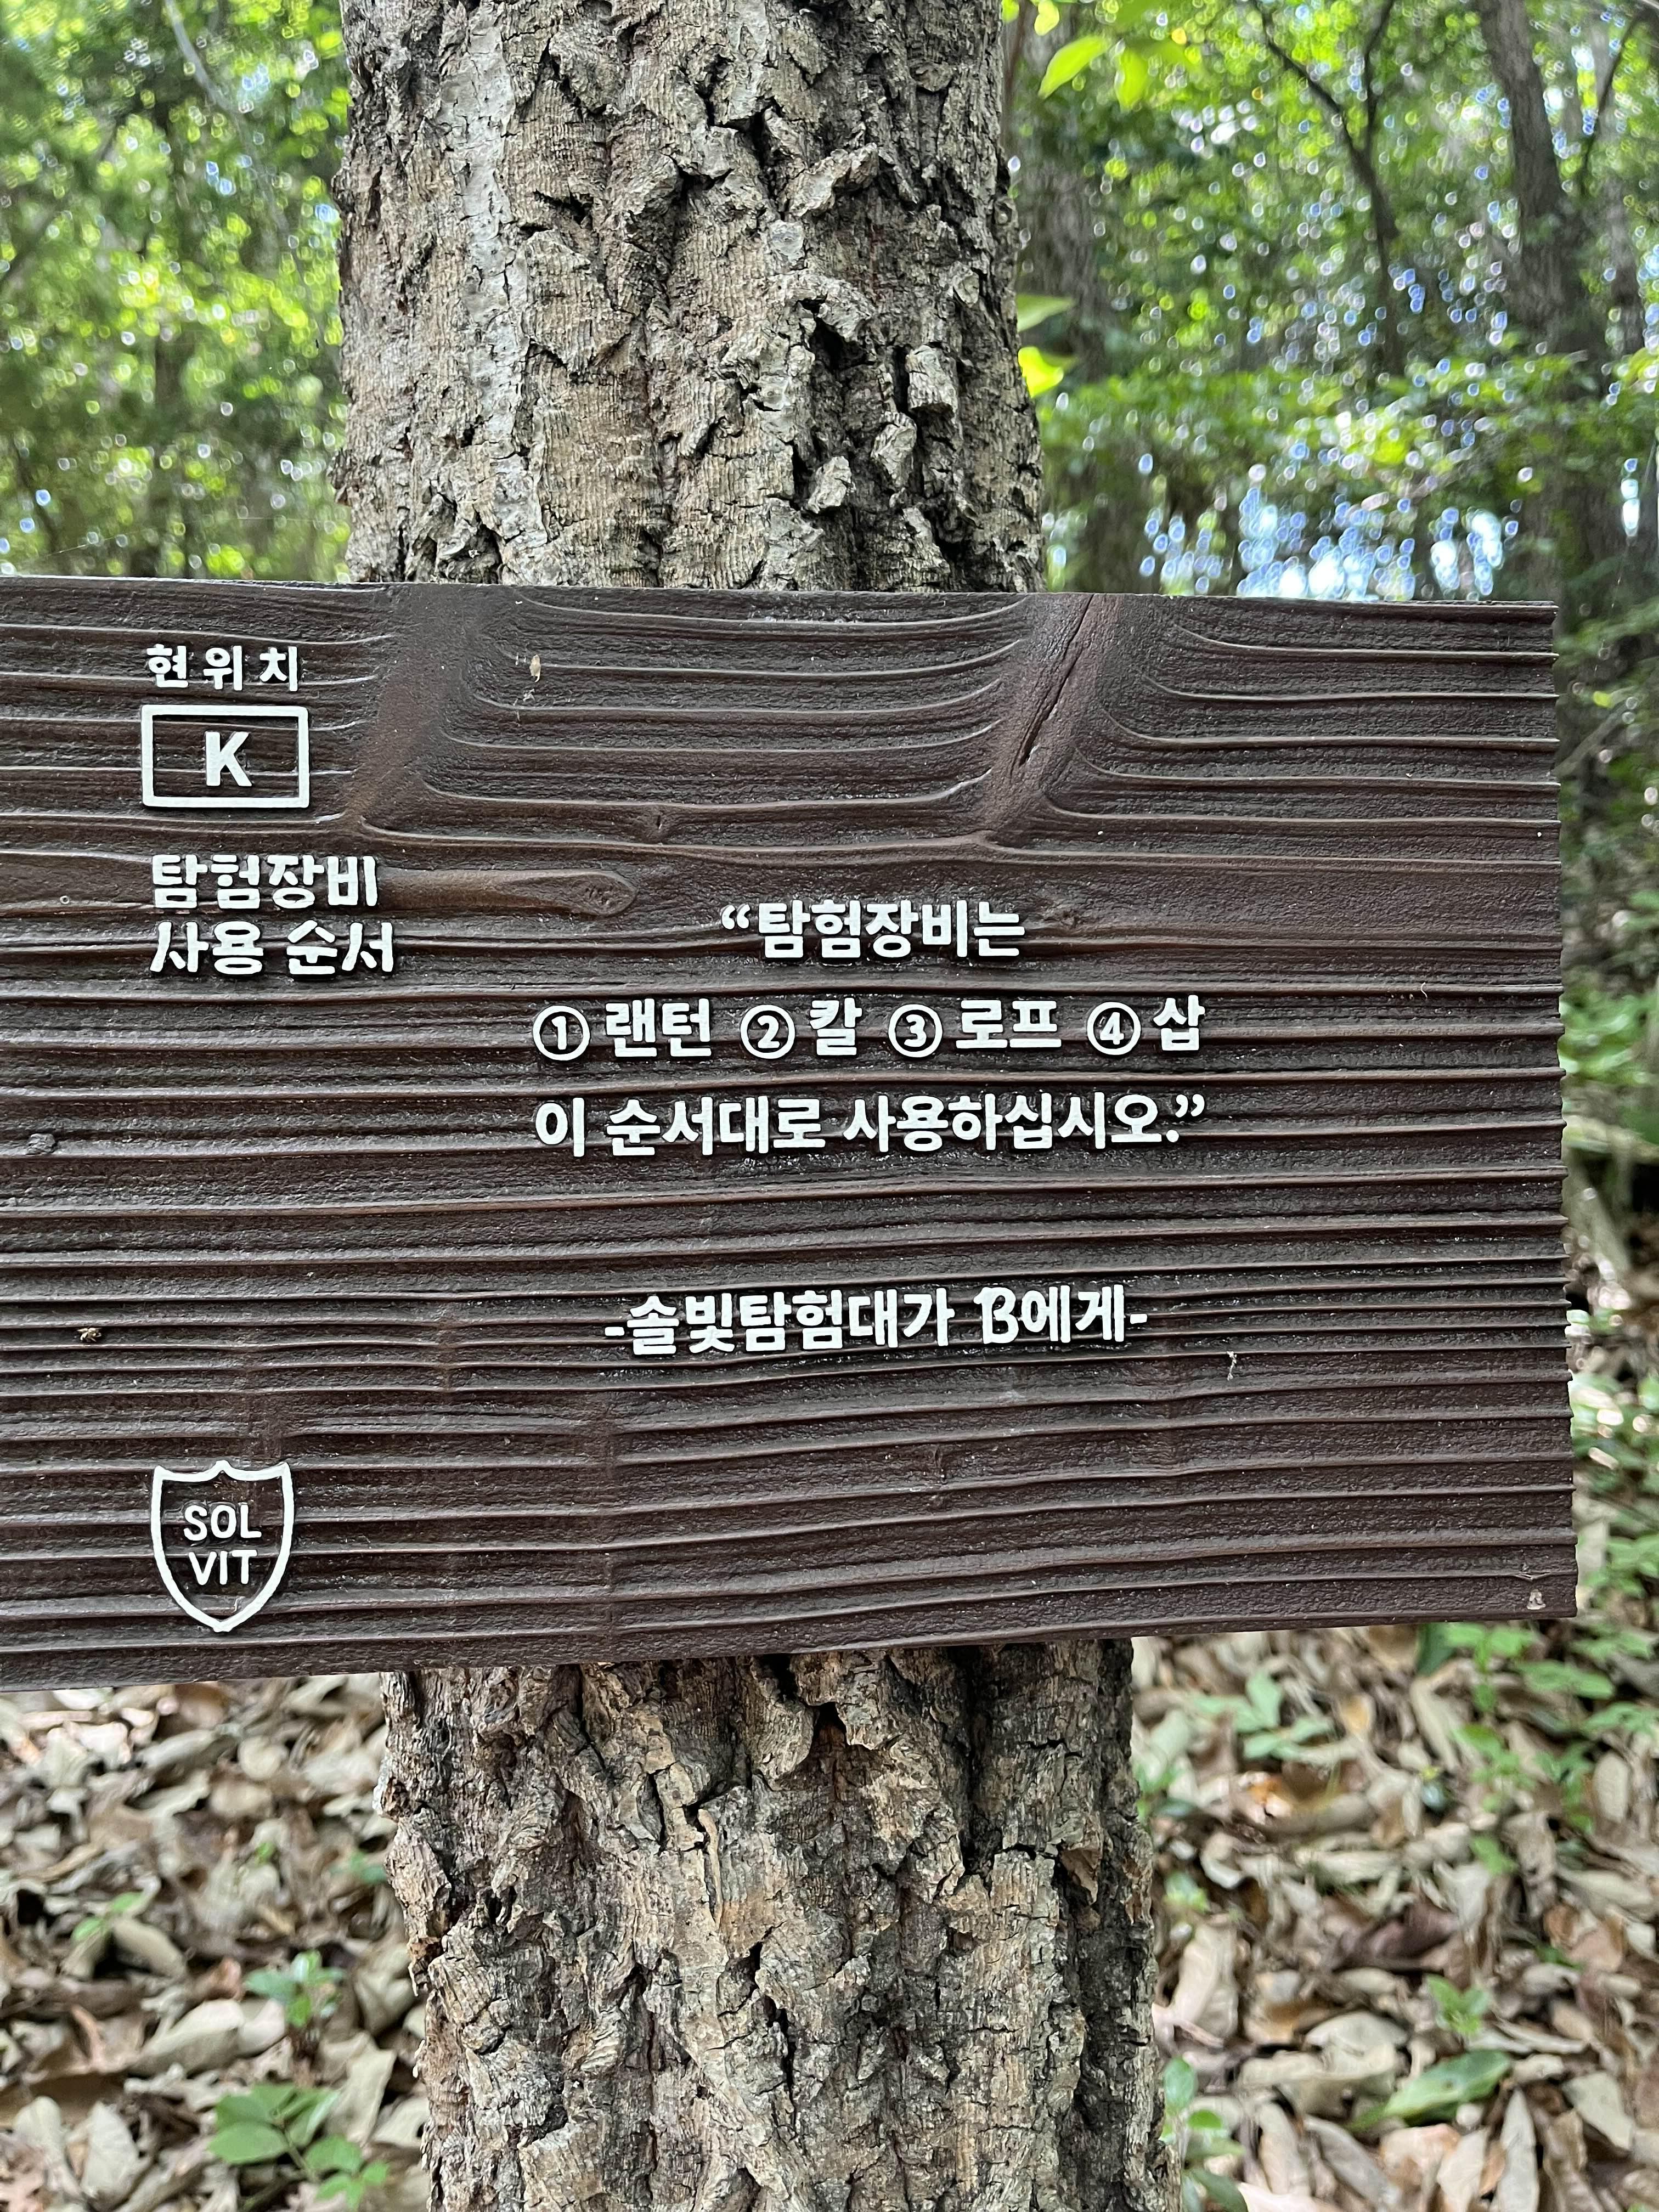 현위치
K
탐험장비
사용 순서
“탐험장비는
① 랜턴 ② 칼 ③ 로프 ④ 삽
이 순서대로 사용하십시오.”
-솔빛탐험대가 B에게-
SOL
VIT